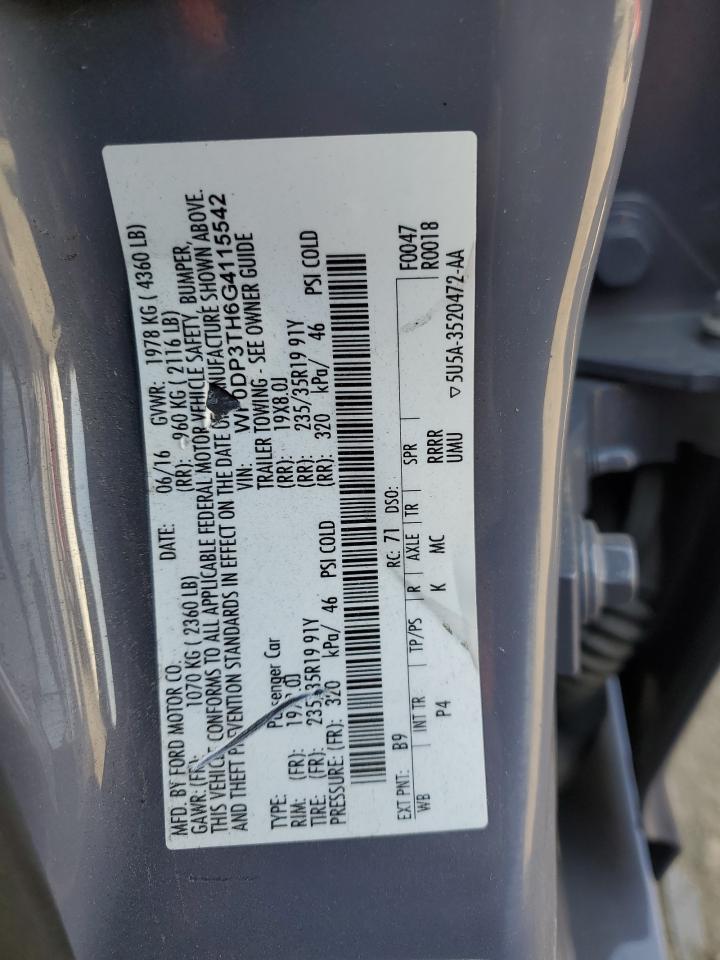 MFD. BY FORD MOTOR CO. DATE: 06/16 GVWR: 1978 KG ( 4360 LB)
GAWR: (FR): 1070 KG ( 2360 LB) (RR): 960 KG ( 2116 LB)
THIS VEHICLE CONFORMS TO ALL APPLICABLE FEDERAL MOTOR VEHICLE SAFETY, BUMPER,
AND THEFT PREVENTION STANDARDS IN EFFECT ON THE DATE OF MANUFACTURE SHOWN ABOVE.
VIN: DP3TH6G4115542
TYPE: Passenger Car TRAILER TOWING - SEE OWNER GUIDE
RIM: (FR): 19X8.0J (RR): 19X8.0J
TIRE: (FR): 235/35R19 91Y (RR): 235/35R19 91Y
PRESSURE: (FR): 320 kPa/ 46 PSI COLD (RR): 320 kPa/ 46 PSI COLD
EXT PNT: B9 RC: 71 DSO: F0047
WB INT TR TP/PS R AXLE TR SPR R0018
P4 K MC RRRR
UMU
▽5U5A-3520472-AA